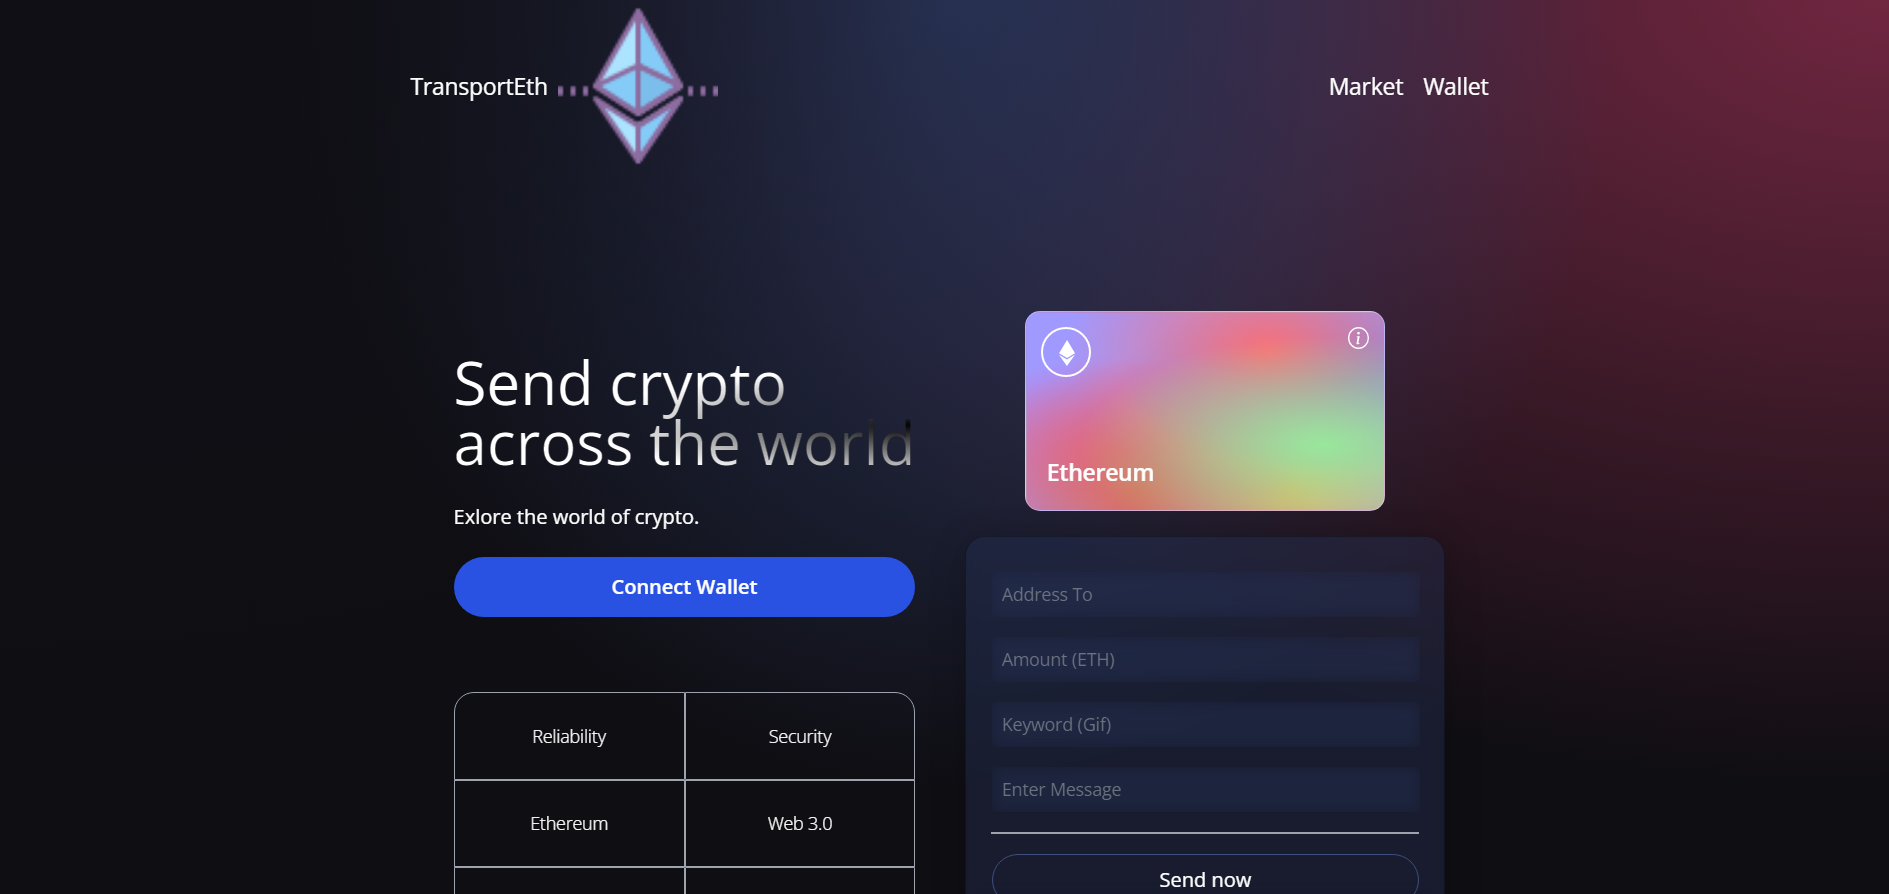 TransportEth
Market Wallet
Send crypto
across the world
Exlore the world of crypto.
Connect Wallet
Reliability Security
Ethereum Web 3.0
i
Ethereum
Address To
Amount (ETH)
Keyword (Gif)
Enter Message
Send now